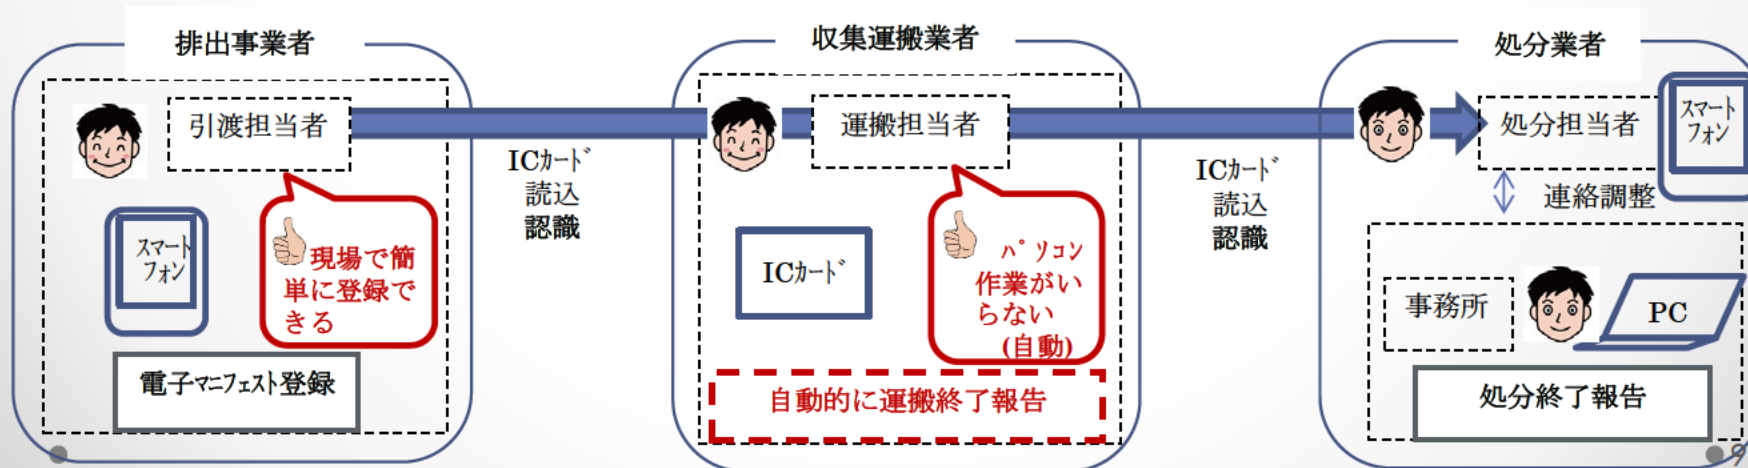 排出事業者
引渡担当者
スマート
フォン
現場で簡
単に登録で
きる
電子マニフェスト登録
ICカード
読込
認識
収集運搬業者
運搬担当者
ICカード
パソコン
作業がい
らない
(自動)
自動的に運搬終了報告
ICカード
読込
認識
処分業者
処分担当者
スマート
フォン
連絡調整
事務所
PC
処分終了報告
9